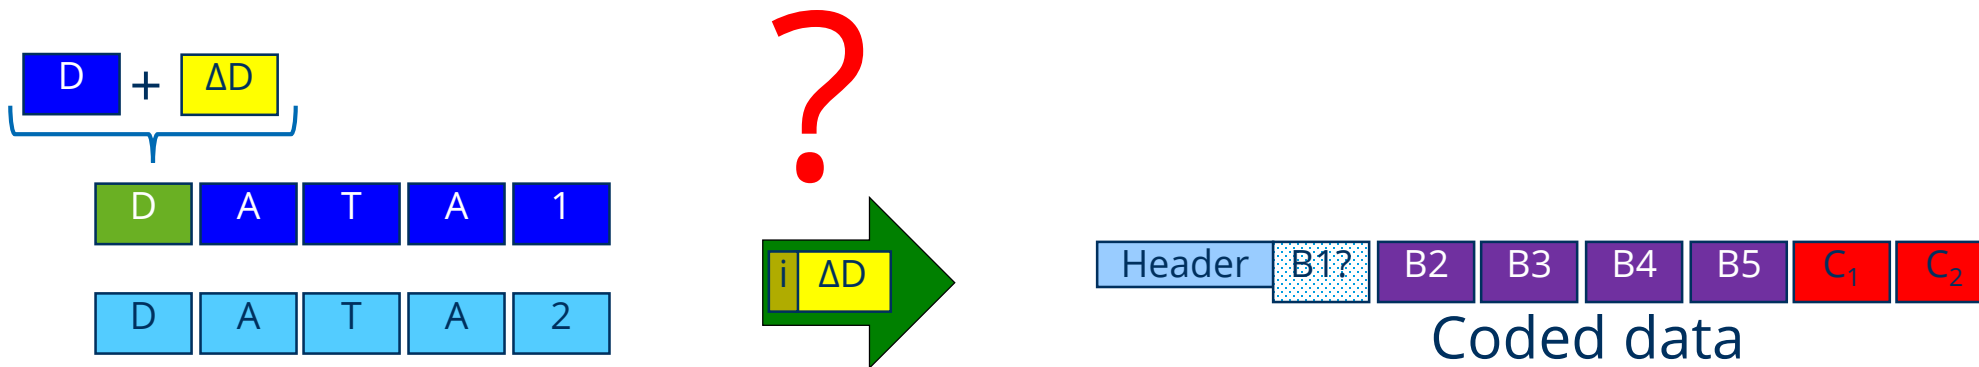 D + ΔD
?
D A T A 1
D A T A 2
i ΔD
Header B1? B2 B3 B4 B5 C₁ C₂
Coded data